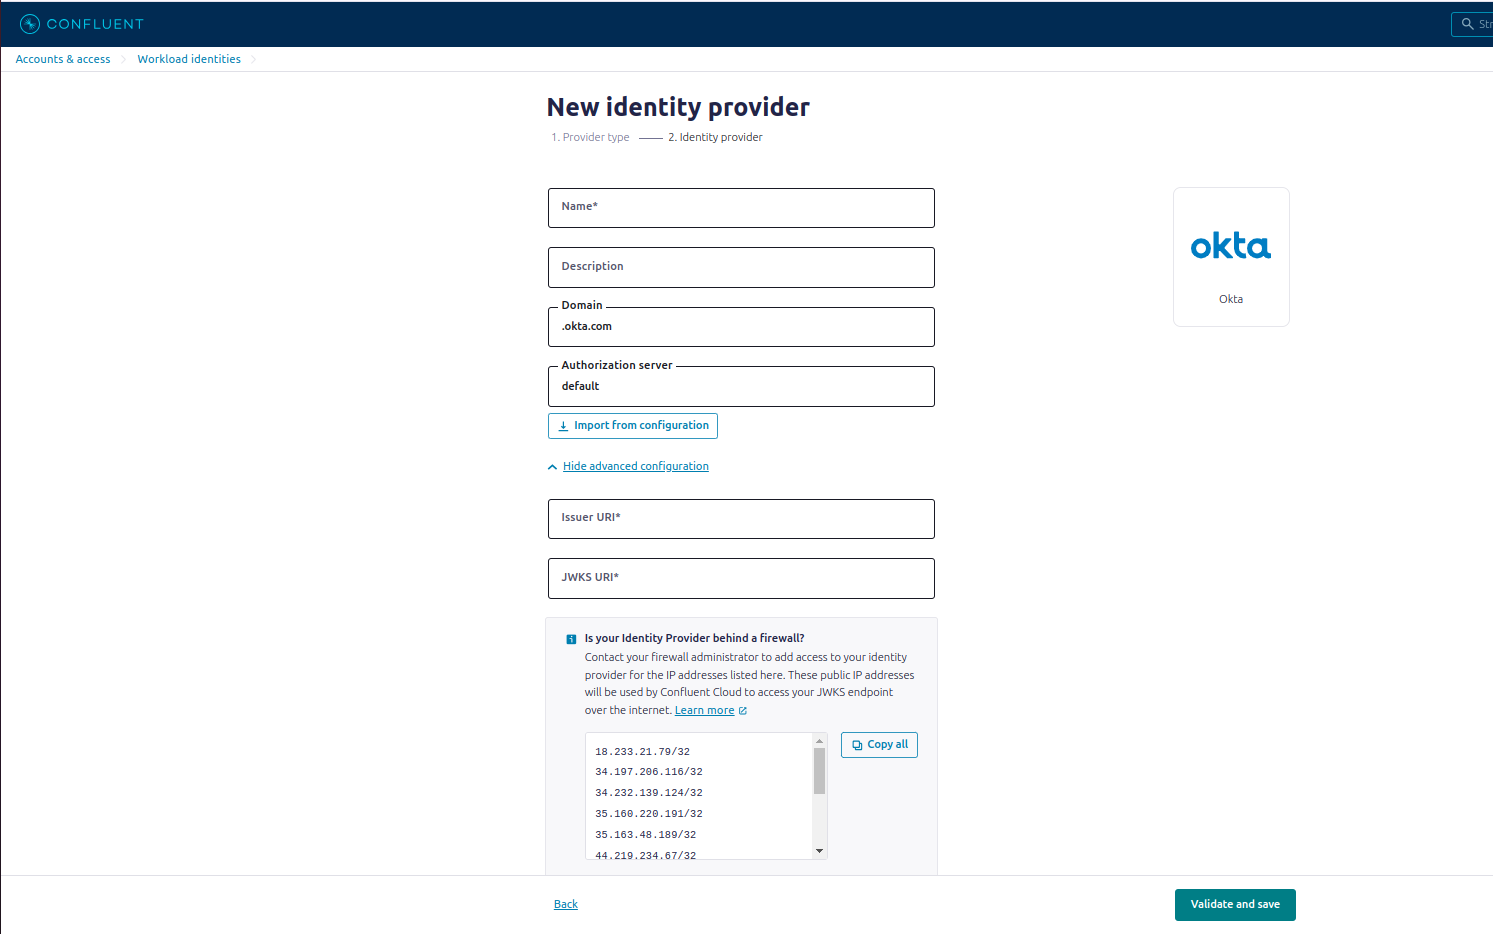 CONFLUENT
Accounts & access
Workload identities
New identity provider
1. Provider type
2. Identity provider
Name*
Description
Domain
.okta.com
Authorization server
default
Import from configuration
Hide advanced configuration
Issuer URI*
JWKS URI*
okta
Okta
Is your Identity Provider behind a firewall?
Contact your firewall administrator to add access to your identity
provider for the IP addresses listed here. These public IP addresses
will be used by Confluent Cloud to access your JWKS endpoint
over the internet. Learn more
18.233.21.79/32
34.197.206.116/32
34.232.139.124/32
35.160.220.191/32
35.163.48.189/32
44.219.234.67/32
Copy all
Back
Validate and save